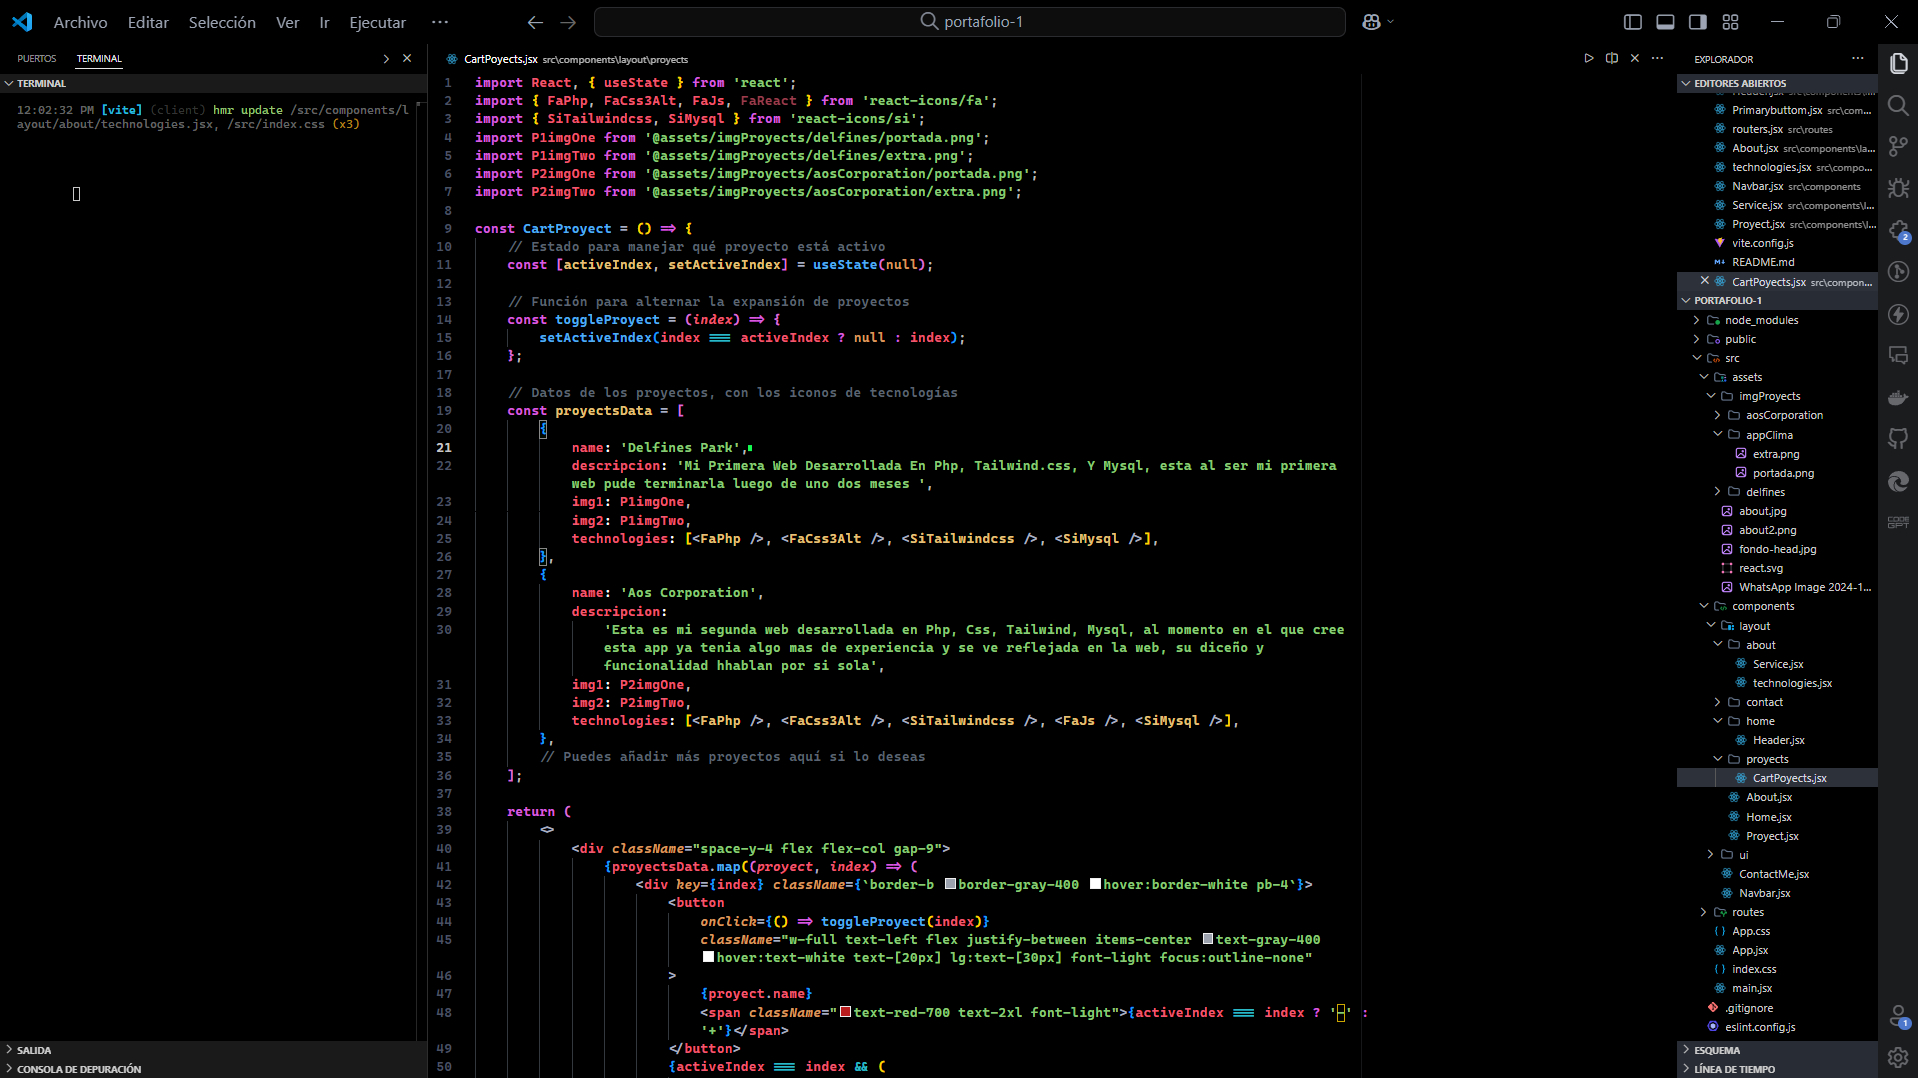 Archivo Editar Selección Ver Ir Ejecutar ···
portafolio-1
PUERTOS TERMINAL
TERMINAL
12:02:32 PM [vite] (client) hmr update /src/components/l
ayout/about/technologies.jsx, /src/index.css (x3)
SALIDA
CONSOLA DE DEPURACIÓN
CartPoyects.jsx src\components\layout\proyects
1 import React, { useState } from 'react';
2 import { FaPhp, FaCss3Alt, FaJs, FaReact } from 'react-icons/fa';
3 import { SiTailwindcss, SiMysql } from 'react-icons/si';
4 import P1imgOne from '@assets/imgProyects/delfines/portada.png';
5 import P1imgTwo from '@assets/imgProyects/delfines/extra.png';
6 import P2imgOne from '@assets/imgProyects/aosCorporation/portada.png';
7 import P2imgTwo from '@assets/imgProyects/aosCorporation/extra.png';
8
9 const CartProyect = () => {
10 // Estado para manejar qué proyecto está activo
11 const [activeIndex, setActiveIndex] = useState(null);
12
13 // Función para alternar la expansión de proyectos
14 const toggleProyect = (index) => {
15 setActiveIndex(index === activeIndex ? null : index);
16 };
17
18 // Datos de los proyectos, con los iconos de tecnologías
19 const proyectsData = [
20 {
21 name: 'Delfines Park',
22 descripcion: 'Mi Primera Web Desarrollada En Php, Tailwind.css, Y Mysql, esta al ser mi primera
web pude terminarla luego de uno dos meses ',
23 img1: P1imgOne,
24 img2: P1imgTwo,
25 technologies: [<FaPhp />, <FaCss3Alt />, <SiTailwindcss />, <SiMysql />],
26 },
27 {
28 name: 'Aos Corporation',
29 descripcion:
30 'Esta es mi segunda web desarrollada en Php, Css, Tailwind, Mysql, al momento en el que cree
esta app ya tenia algo mas de experiencia y se ve reflejada en la web, su diceño y
funcionalidad hhablan por si sola',
31 img1: P2imgOne,
32 img2: P2imgTwo,
33 technologies: [<FaPhp />, <FaCss3Alt />, <SiTailwindcss />, <FaJs />, <SiMysql />],
34 },
35 // Puedes añadir más proyectos aquí si lo deseas
36 ];
37
38 return (
39 <>
40 <div className="space-y-4 flex flex-col gap-9">
41 {proyectsData.map((proyect, index) => (
42 <div key={index} className={`border-b border-gray-400 hover:border-white pb-4`}>
43 <button
44 onClick={() => toggleProyect(index)}
45 className="w-full text-left flex justify-between items-center text-gray-400
hover:text-white text-[20px] lg:text-[30px] font-light focus:outline-none"
46 >
47 {proyect.name}
48 <span className="text-red-700 text-2xl font-light">{activeIndex === index ? '-' :
'+'}</span>
49 </button>
50 {activeIndex === index && (
EXPLORADOR ···
EDITORES ABIERTOS
Header.jsx src\components\l...
Primarybuttom.jsx src\com...
routers.jsx src\routes
About.jsx src\components\la...
technologies.jsx src\compo...
Navbar.jsx src\components
Service.jsx src\components\l...
Proyect.jsx src\components\l...
vite.config.js
README.md
CartPoyects.jsx src\compon...
PORTAFOLIO-1
node_modules
public
src
assets
imgProyects
aosCorporation
appClima
extra.png
portada.png
delfines
about.jpg
about2.png
fondo-head.jpg
react.svg
WhatsApp Image 2024-1...
components
layout
about
Service.jsx
technologies.jsx
contact
home
Header.jsx
proyects
CartPoyects.jsx
About.jsx
Home.jsx
Proyect.jsx
ui
ContactMe.jsx
Navbar.jsx
routes
App.css
App.jsx
index.css
main.jsx
.gitignore
eslint.config.js
ESQUEMA
LÍNEA DE TIEMPO
2
CODE
GPT
1